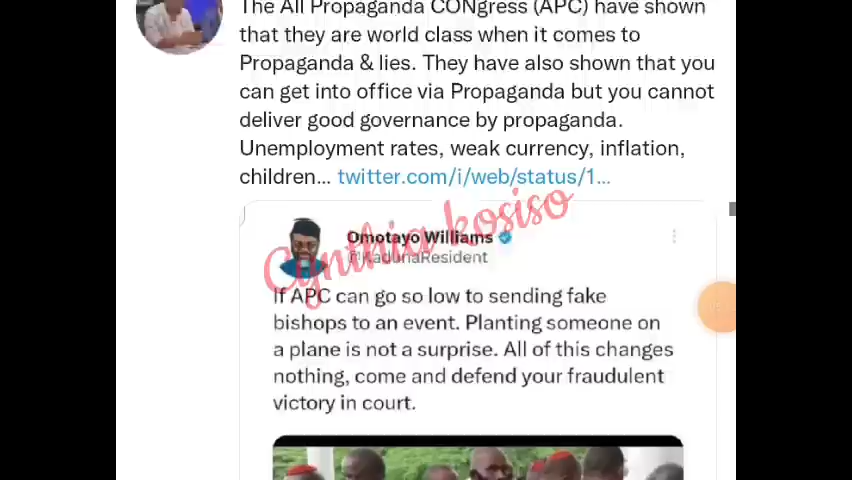 The All Propaganda CONgress (APC) have shown
that they are world class when it comes to
Propaganda & lies. They have also shown that you
can get into office via Propaganda but you cannot
deliver good governance by propaganda.
Unemployment rates, weak currency, inflation,
children... twitter.com/i/web/status/1...
Cynthia kosiso
Omotayo Williams
@KadunaResident
If APC can go so low to sending fake
bishops to an event. Planting someone on
a plane is not a surprise. All of this changes
nothing, come and defend your fraudulent
victory in court.